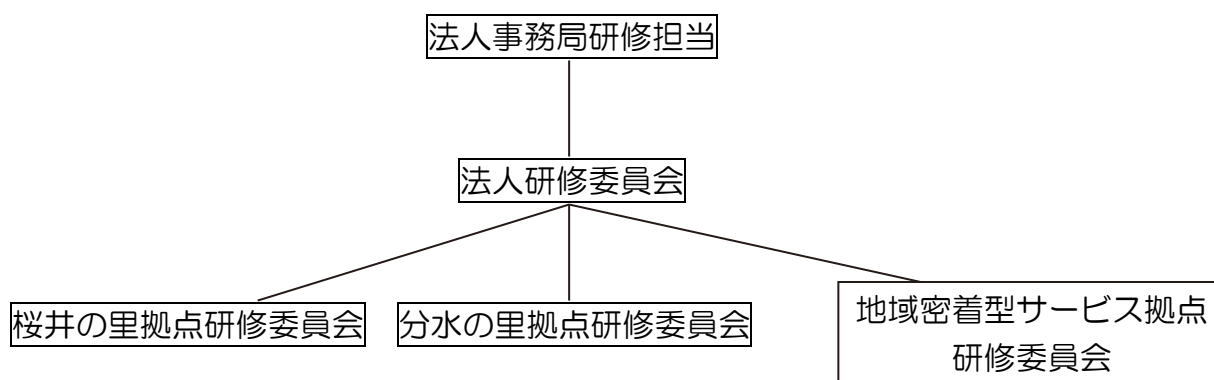 法人事務局研修担当
法人研修委員会
桜井の里拠点研修委員会
分水の里拠点研修委員会
地域密着型サービス拠点
研修委員会